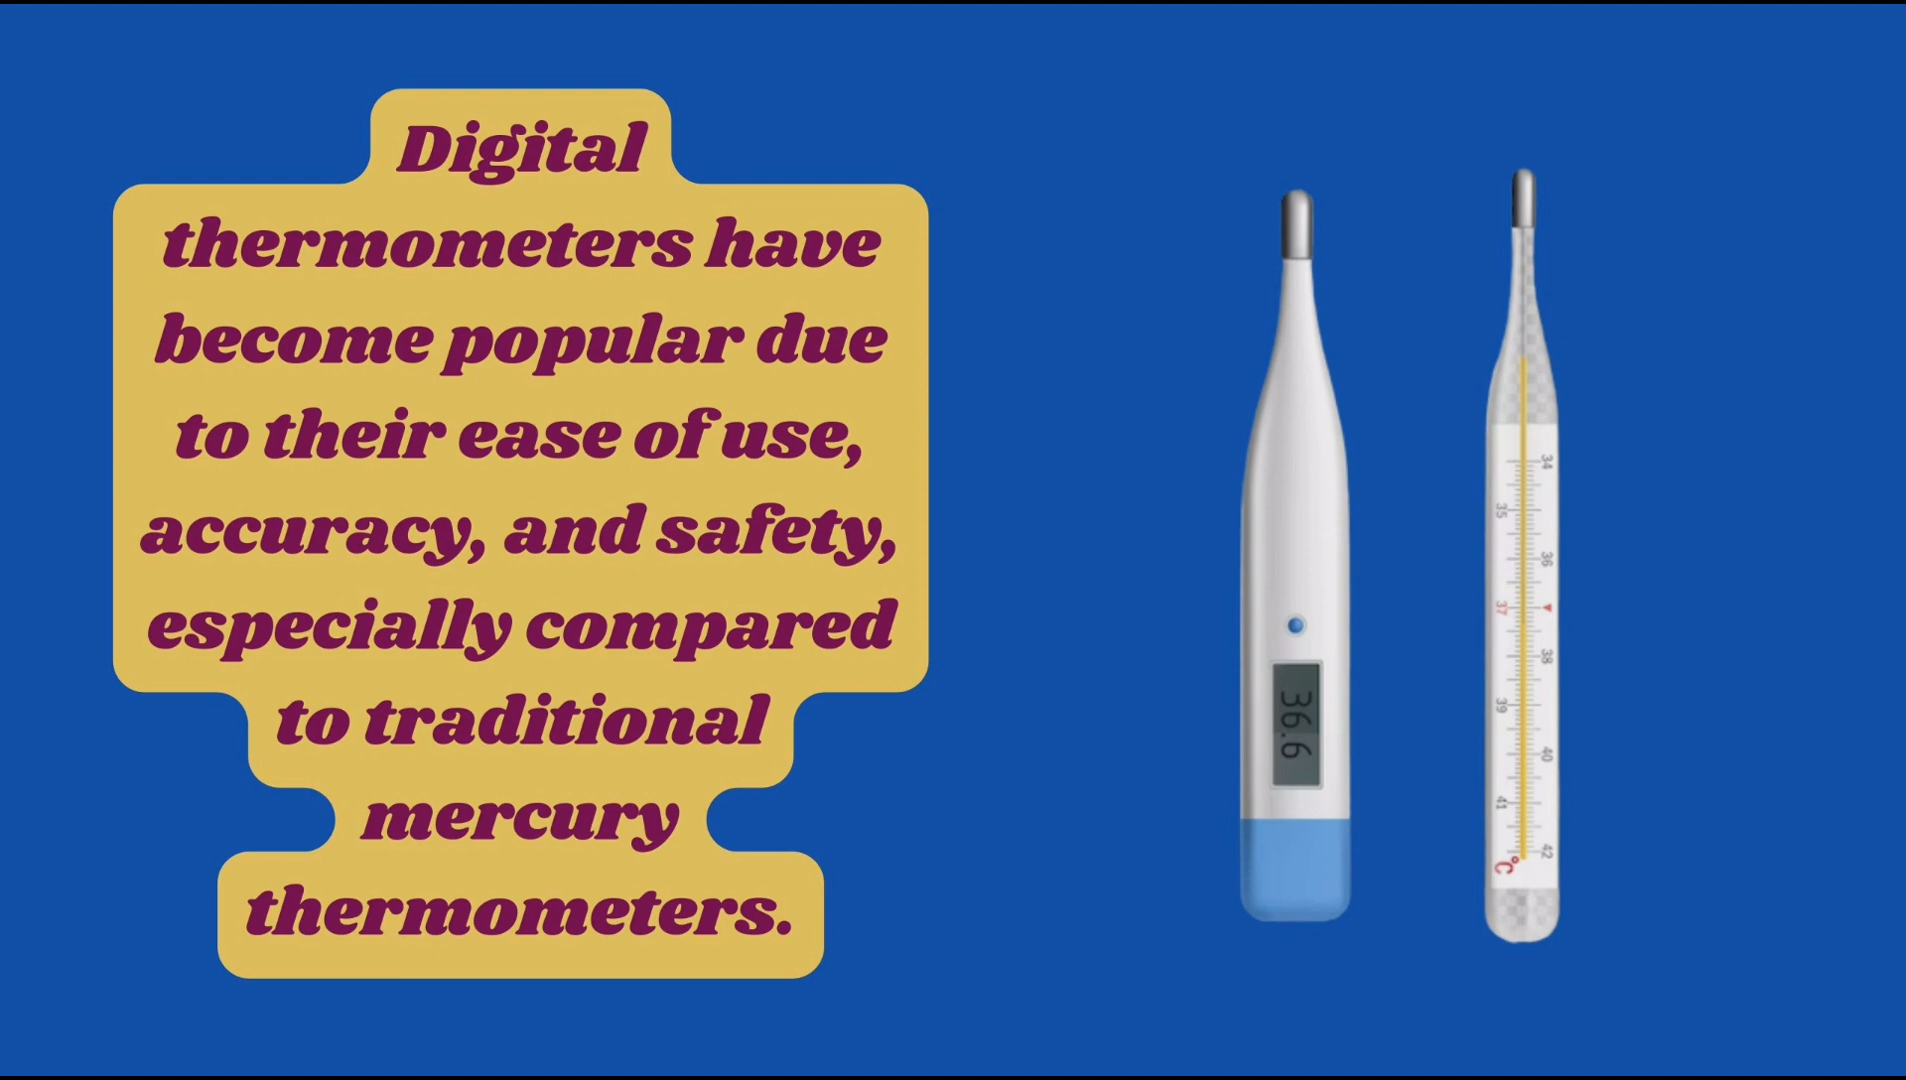 Digital
thermometers have
become popular due
to their ease of use,
accuracy, and safety,
especially compared
to traditional
mercury
thermometers.
36.6
34
35
36
37
38
39
40
41
42
°C